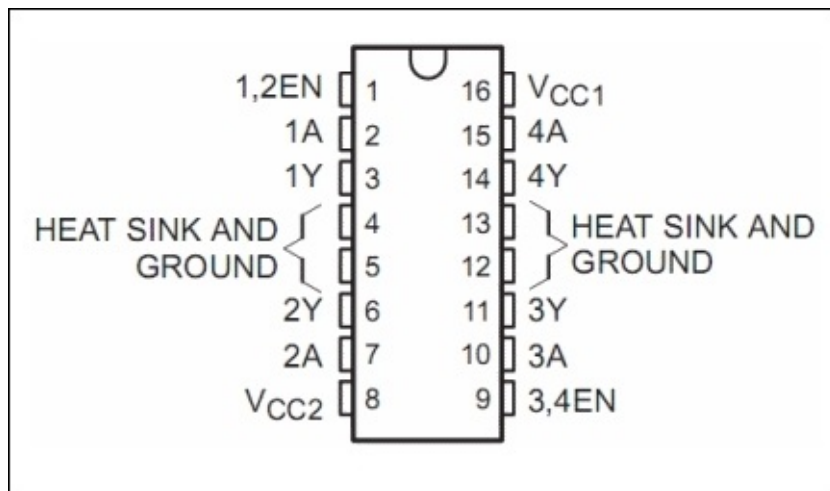 1,2EN 1 16 VCC1
1A 2 15 4A
1Y 3 14 4Y
HEAT SINK AND 4 13 HEAT SINK AND
GROUND 5 12 GROUND
2Y 6 11 3Y
2A 7 10 3A
VCC2 8 9 3,4EN